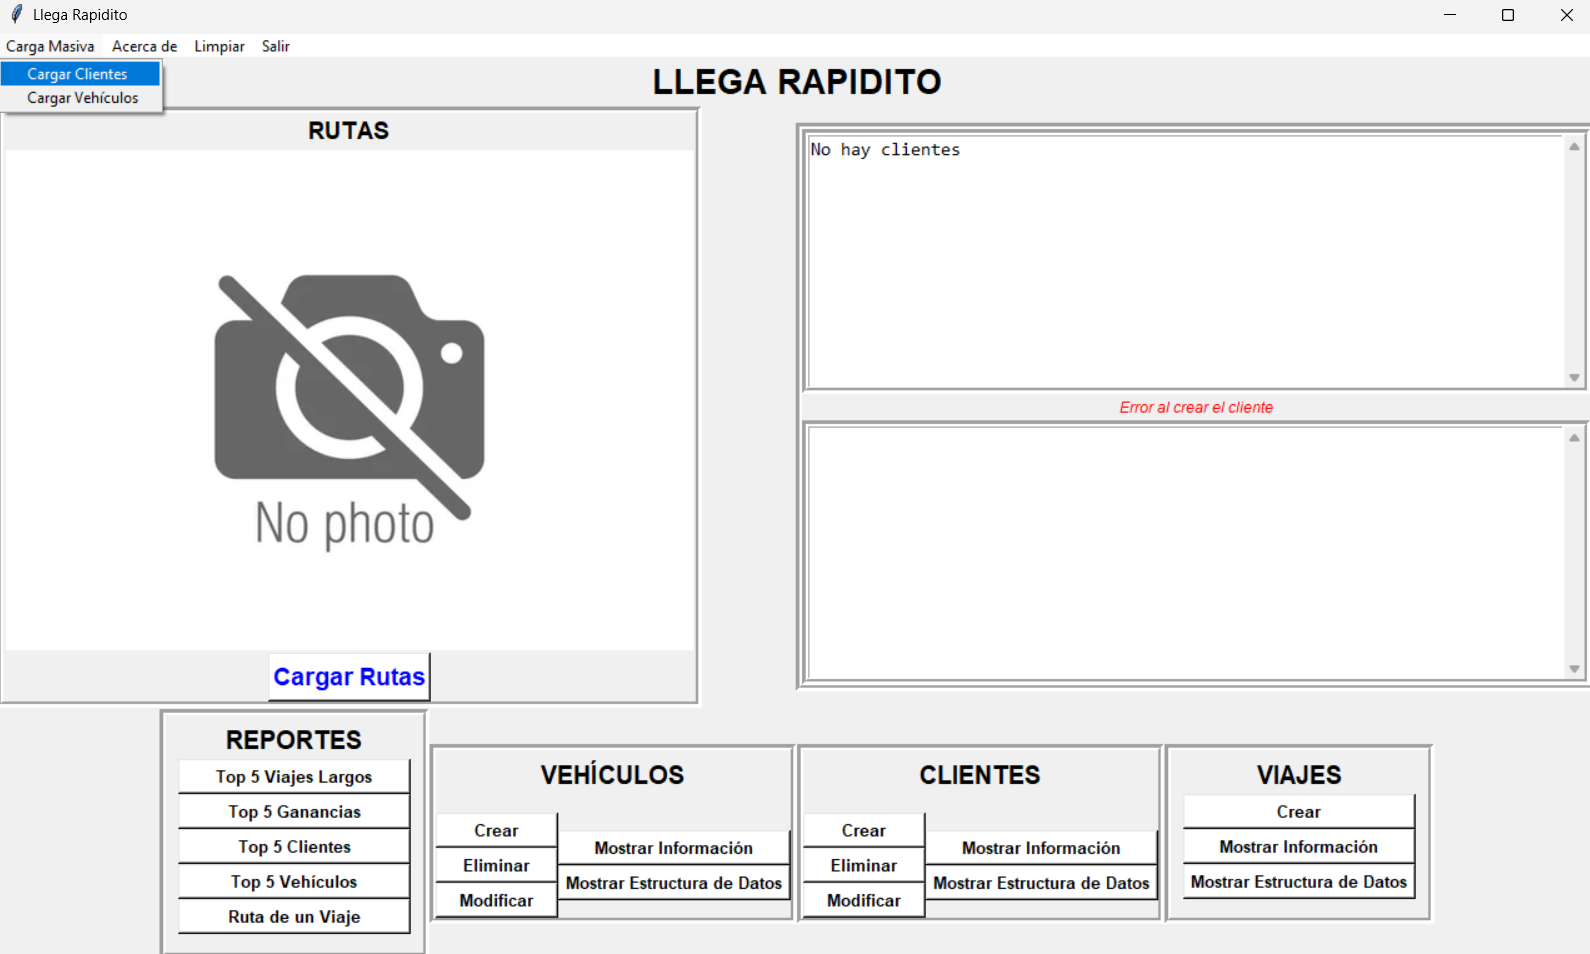 Llega Rapidito
Carga Masiva Acerca de Limpiar Salir
Cargar Clientes
Cargar Vehículos
LLEGA RAPIDITO
RUTAS
No photo
Cargar Rutas
No hay clientes
Error al crear el cliente
REPORTES
Top 5 Viajes Largos
Top 5 Ganancias
Top 5 Clientes
Top 5 Vehículos
Ruta de un Viaje
VEHÍCULOS
Crear
Eliminar
Modificar
Mostrar Información
Mostrar Estructura de Datos
CLIENTES
Crear
Eliminar
Modificar
Mostrar Información
Mostrar Estructura de Datos
VIAJES
Crear
Mostrar Información
Mostrar Estructura de Datos